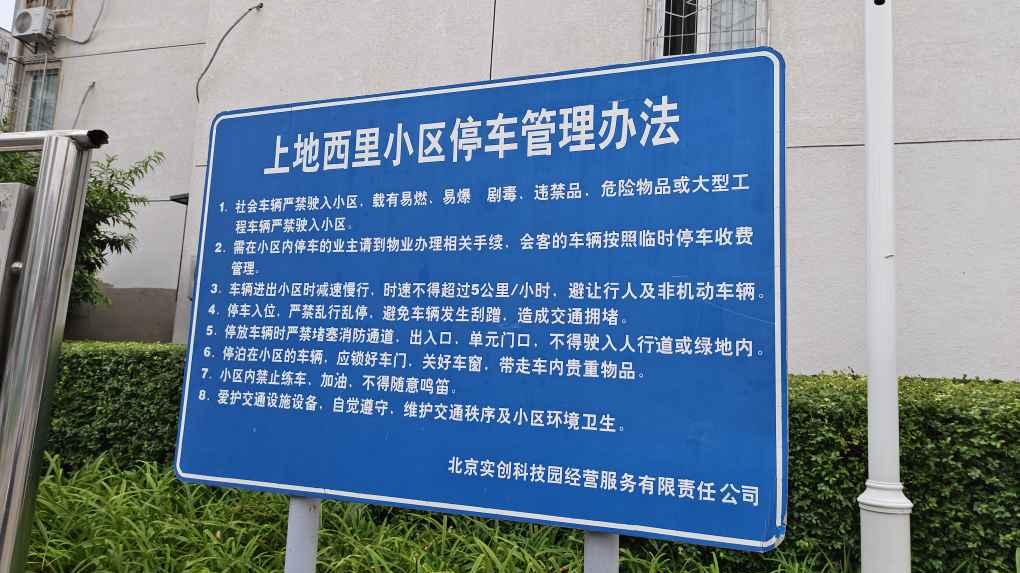 上地西里小区停车管理办法
1. 社会车辆严禁驶入小区、载有易燃、易爆 剧毒、违禁品、危险物品或大型工
程车辆严禁驶入小区。
2. 需在小区内停车的业主请到物业办理相关手续、会客的车辆按照临时停车收费
管理。
3、车辆进出小区时减速慢行、时速不得超过5公里/小时、避让行人及非机动车辆。
4、停车入位、严禁乱行乱停、避免车辆发生刮蹭、造成交通拥堵。
5、停放车辆时严禁堵塞消防通道、出入口、单元门口、不得驶入人行道或绿地内。
6、停泊在小区的车辆、应锁好车门、关好车窗、带走车内贵重物品。
7、小区内禁止练车、加油、不得随意鸣笛。
8、爱护交通设施设备、自觉遵守、维护交通秩序及小区环境卫生。
北京实创科技园经营服务有限责任公司